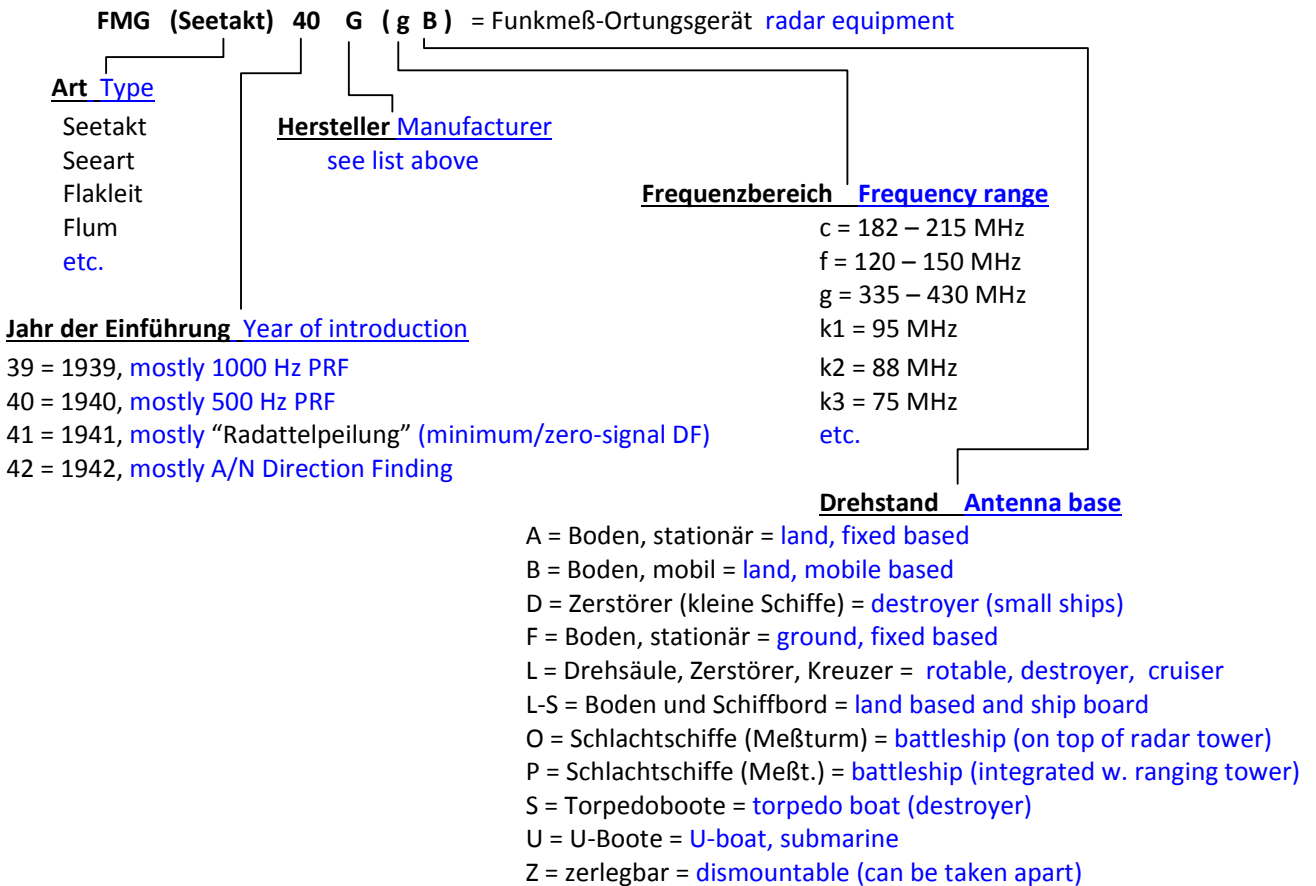 FMG (Seetakt) 40 G ( g B ) = Funkmeß-Ortungsgerät radar equipment
Art Type
Seetakt
Seeart
Flakleit
Flum
etc.
Hersteller Manufacturer
see list above
Frequenzbereich Frequency range
c = 182 – 215 MHz
f = 120 – 150 MHz
g = 335 – 430 MHz
k1 = 95 MHz
k2 = 88 MHz
k3 = 75 MHz
etc.
Jahr der Einführung Year of introduction
39 = 1939, mostly 1000 Hz PRF
40 = 1940, mostly 500 Hz PRF
41 = 1941, mostly “Radattelpeilung” (minimum/zero-signal DF)
42 = 1942, mostly A/N Direction Finding
Drehstand Antenna base
A = Boden, stationär = land, fixed based
B = Boden, mobil = land, mobile based
D = Zerstörer (kleine Schiffe) = destroyer (small ships)
F = Boden, stationär = ground, fixed based
L = Drehsäule, Zerstörer, Kreuzer = rotable, destroyer, cruiser
L-S = Boden und Schiffbord = land based and ship board
O = Schlachtschiffe (Meßturm) = battleship (on top of radar tower)
P = Schlachtschiffe (Meßt.) = battleship (integrated w. ranging tower)
S = Torpedoboote = torpedo boat (destroyer)
U = U-Boote = U-boat, submarine
Z = zerlegbar = dismountable (can be taken apart)